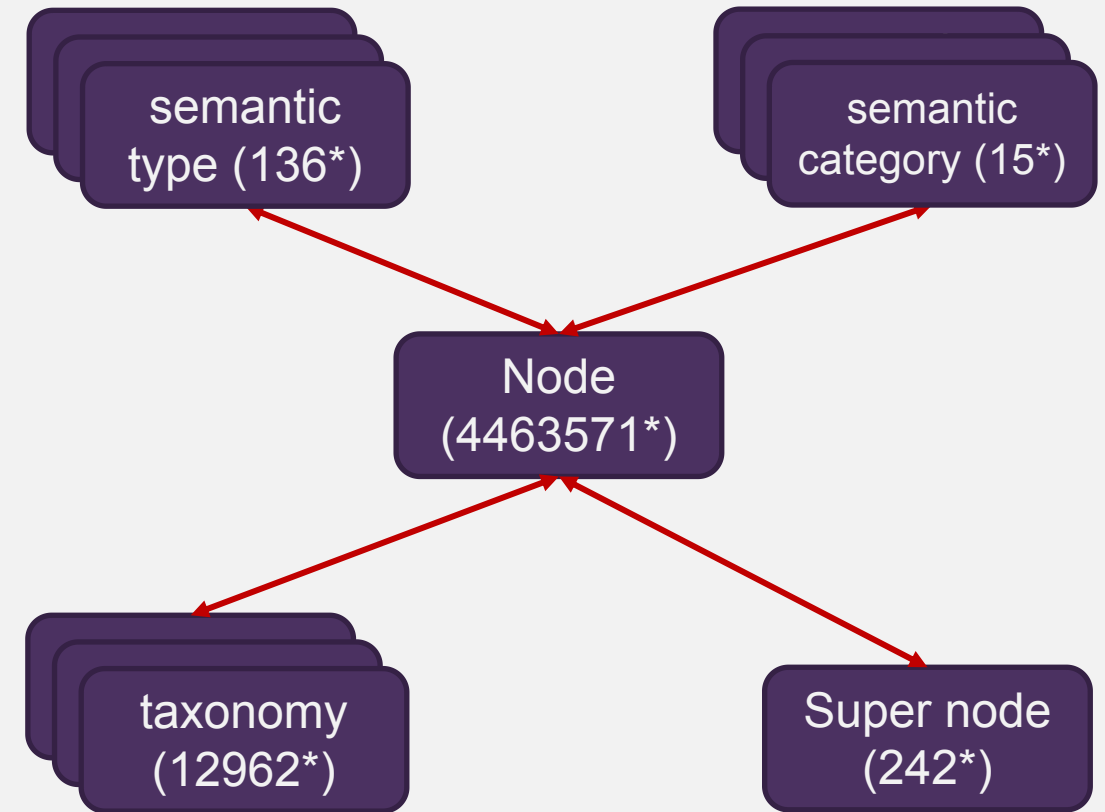 semantic
type (136*)
semantic
category (15*)
Node
(4463571*)
taxonomy
(12962*)
Super node
(242*)